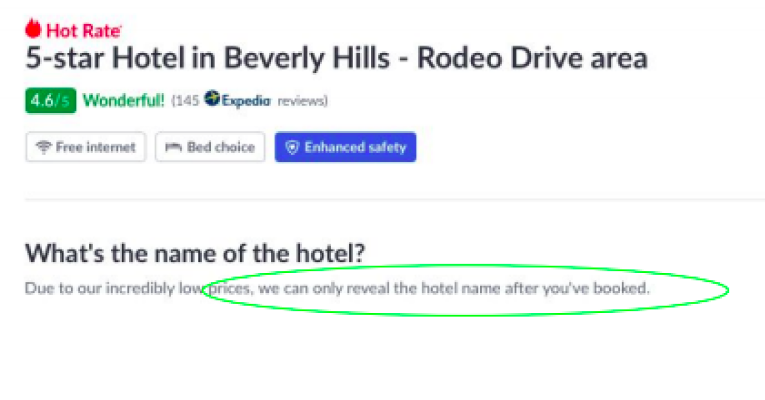 Hot Rate®
5-star Hotel in Beverly Hills - Rodeo Drive area
4.6/5 Wonderful! (145 Expedia reviews)
Free internet Bed choice Enhanced safety
What's the name of the hotel?
Due to our incredibly low prices, we can only reveal the hotel name after you've booked.